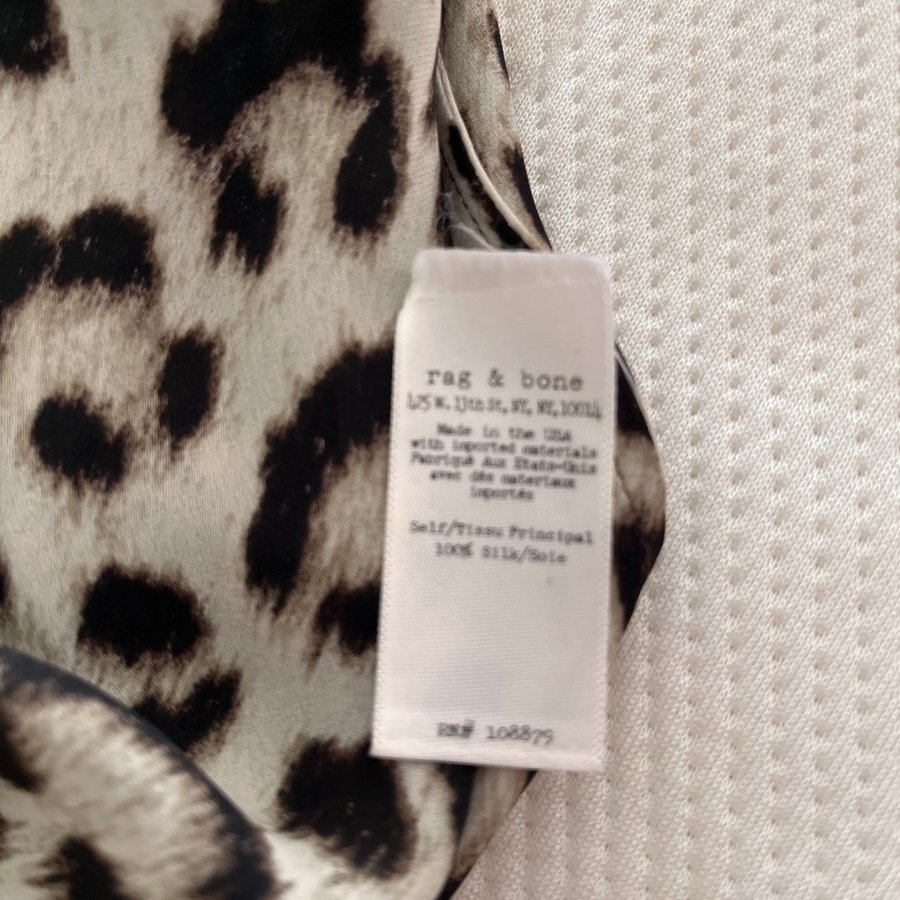 rag & bone
425 W. 13th St, NY, NY, 10014
Made in the USA
with imported materials
Fabriqué Aux États-Unis
avec dés materiaux
importés
Self/Tissu Principal
100% Silk/Soie
RN# 108879